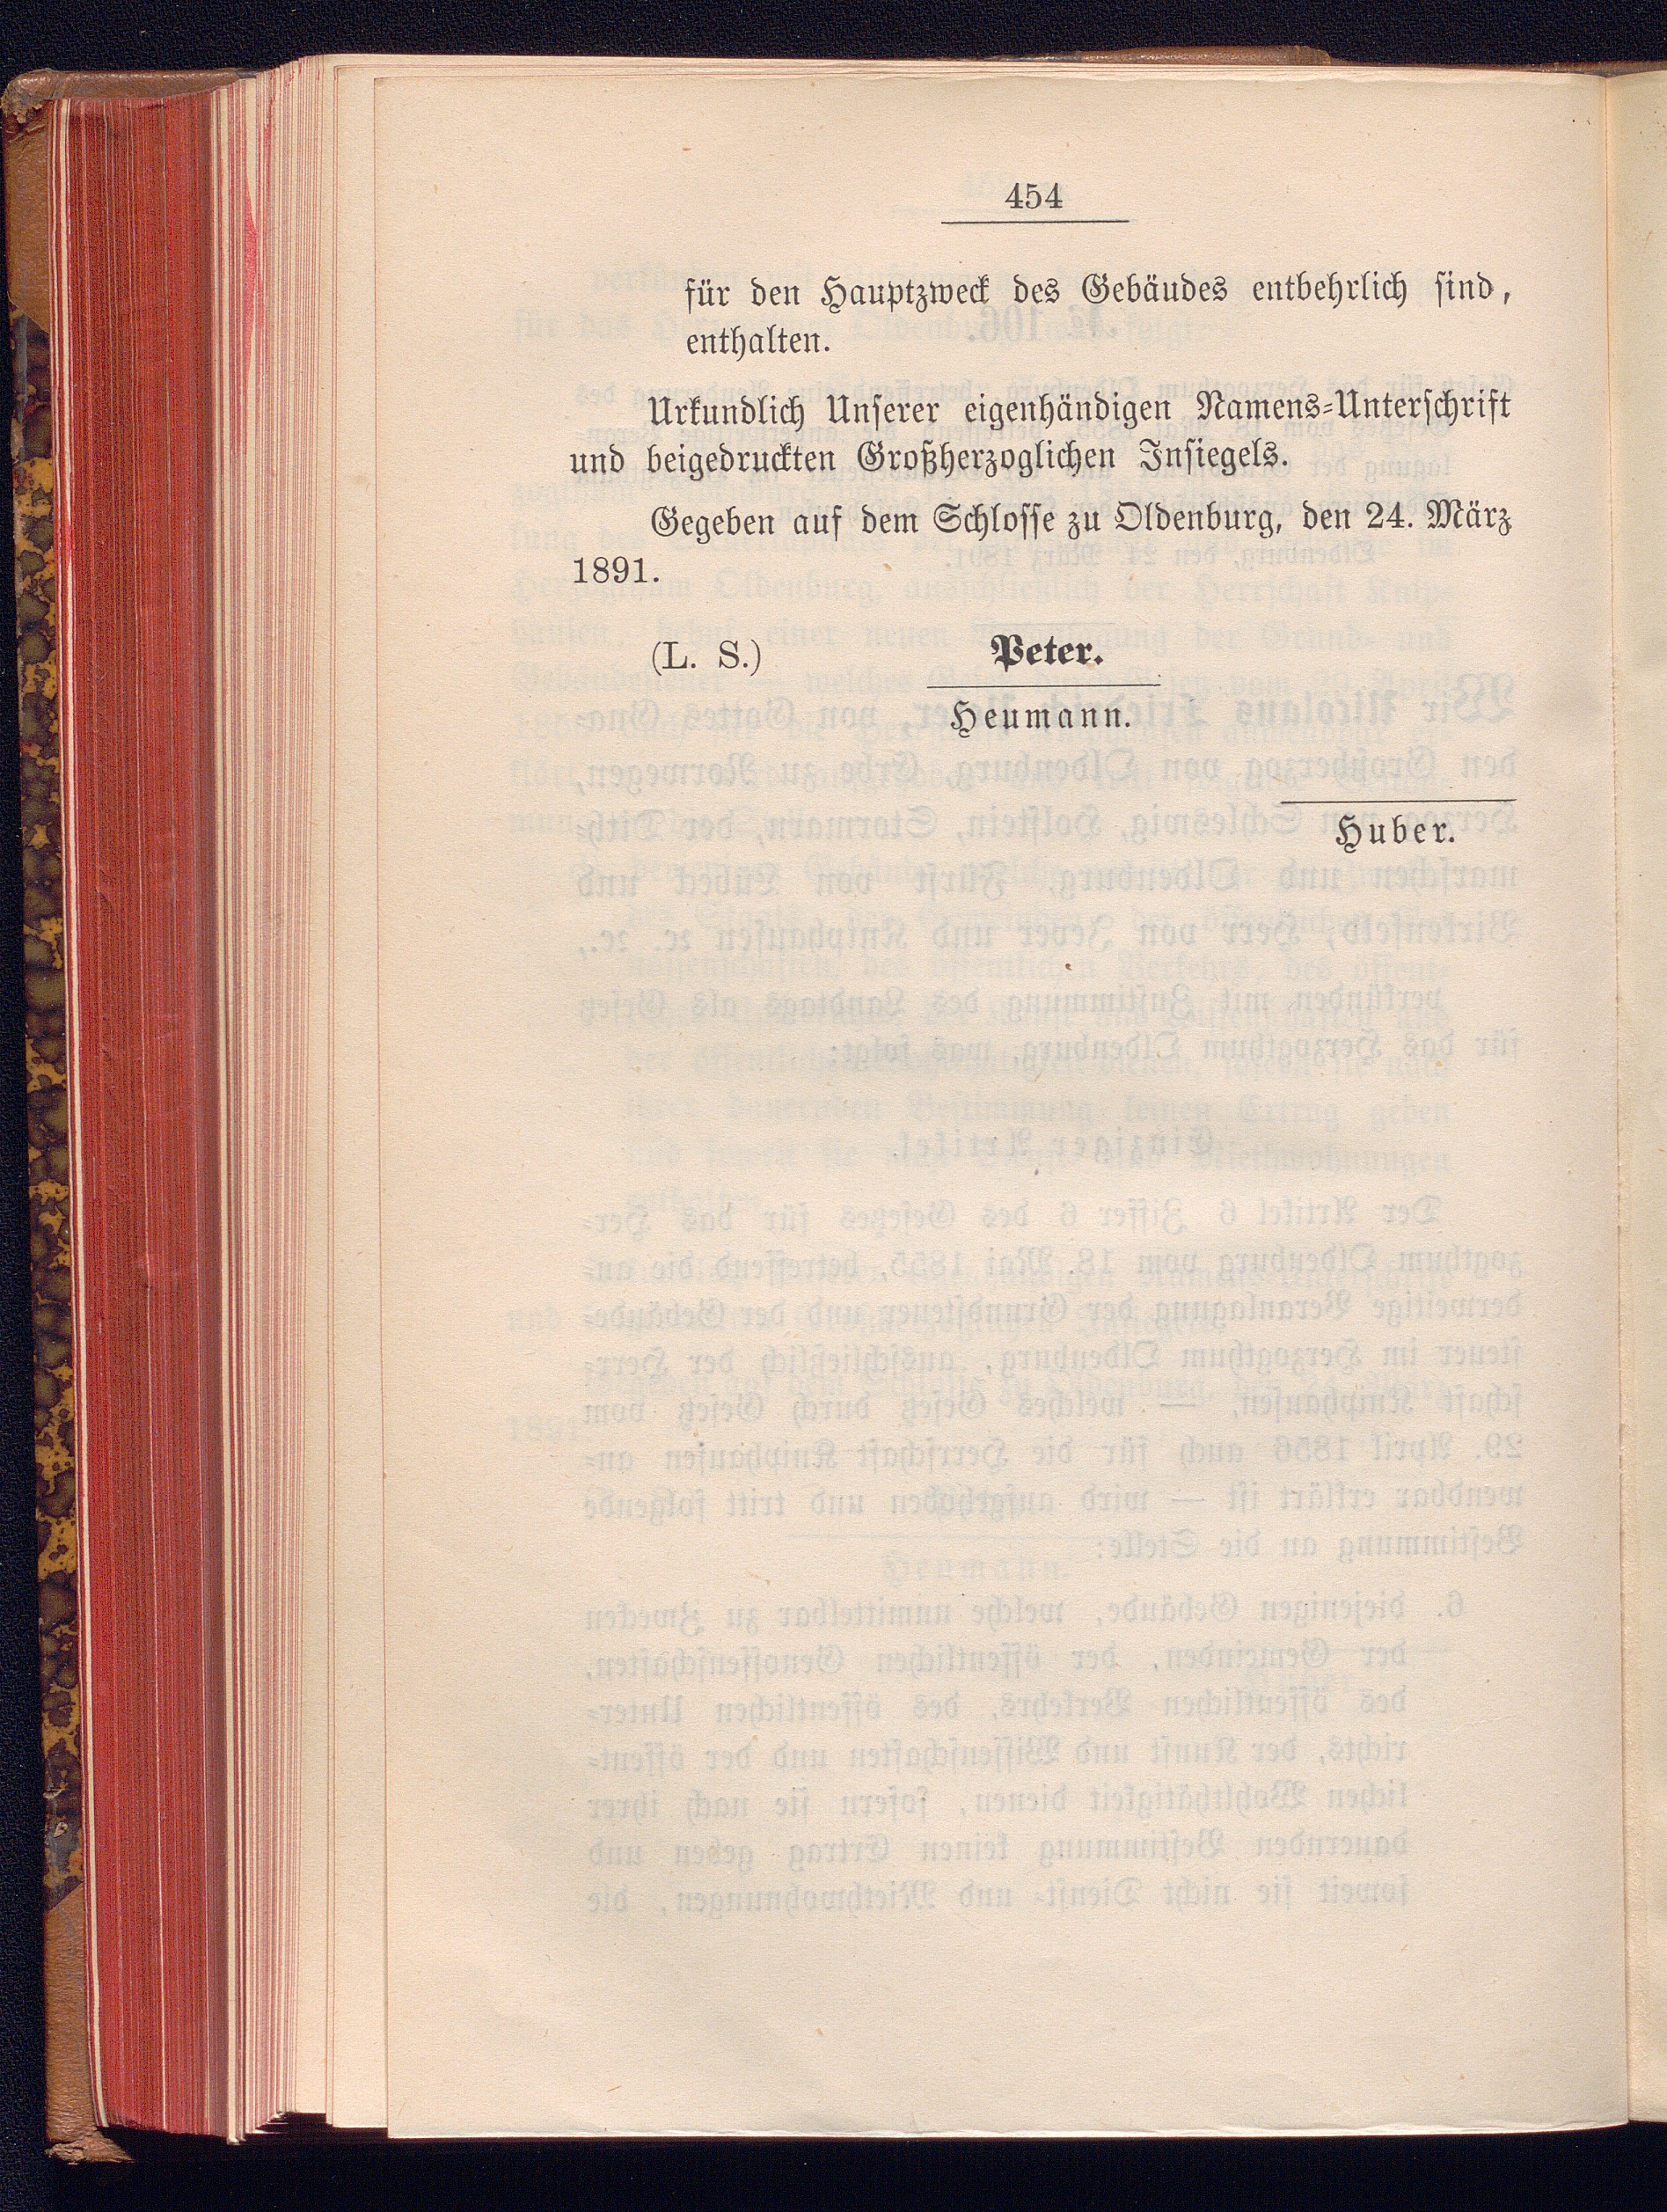 454
für den Hauptzweck des Gebäudes entbehrlich sind,
enthalten.
Urkundlich Unserer eigenhändigen Namens-Unterschrift
und beigedruckten Großherzoglichen Insiegels.
Gegeben auf dem Schlosse zu Oldenburg, den 24. März
1891.
(L. S.) Peter.
Heumann.
Huber.